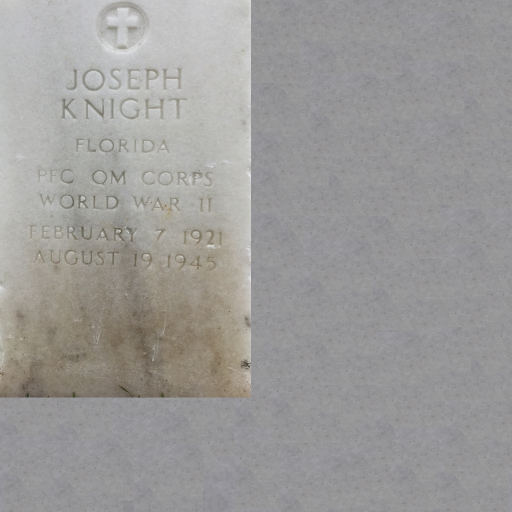 JOSEPH
KNIGHT
FLORIDA
PFC QM CORPS
WORLD WAR II
FEBRUARY 7 1921
AUGUST 19 1945